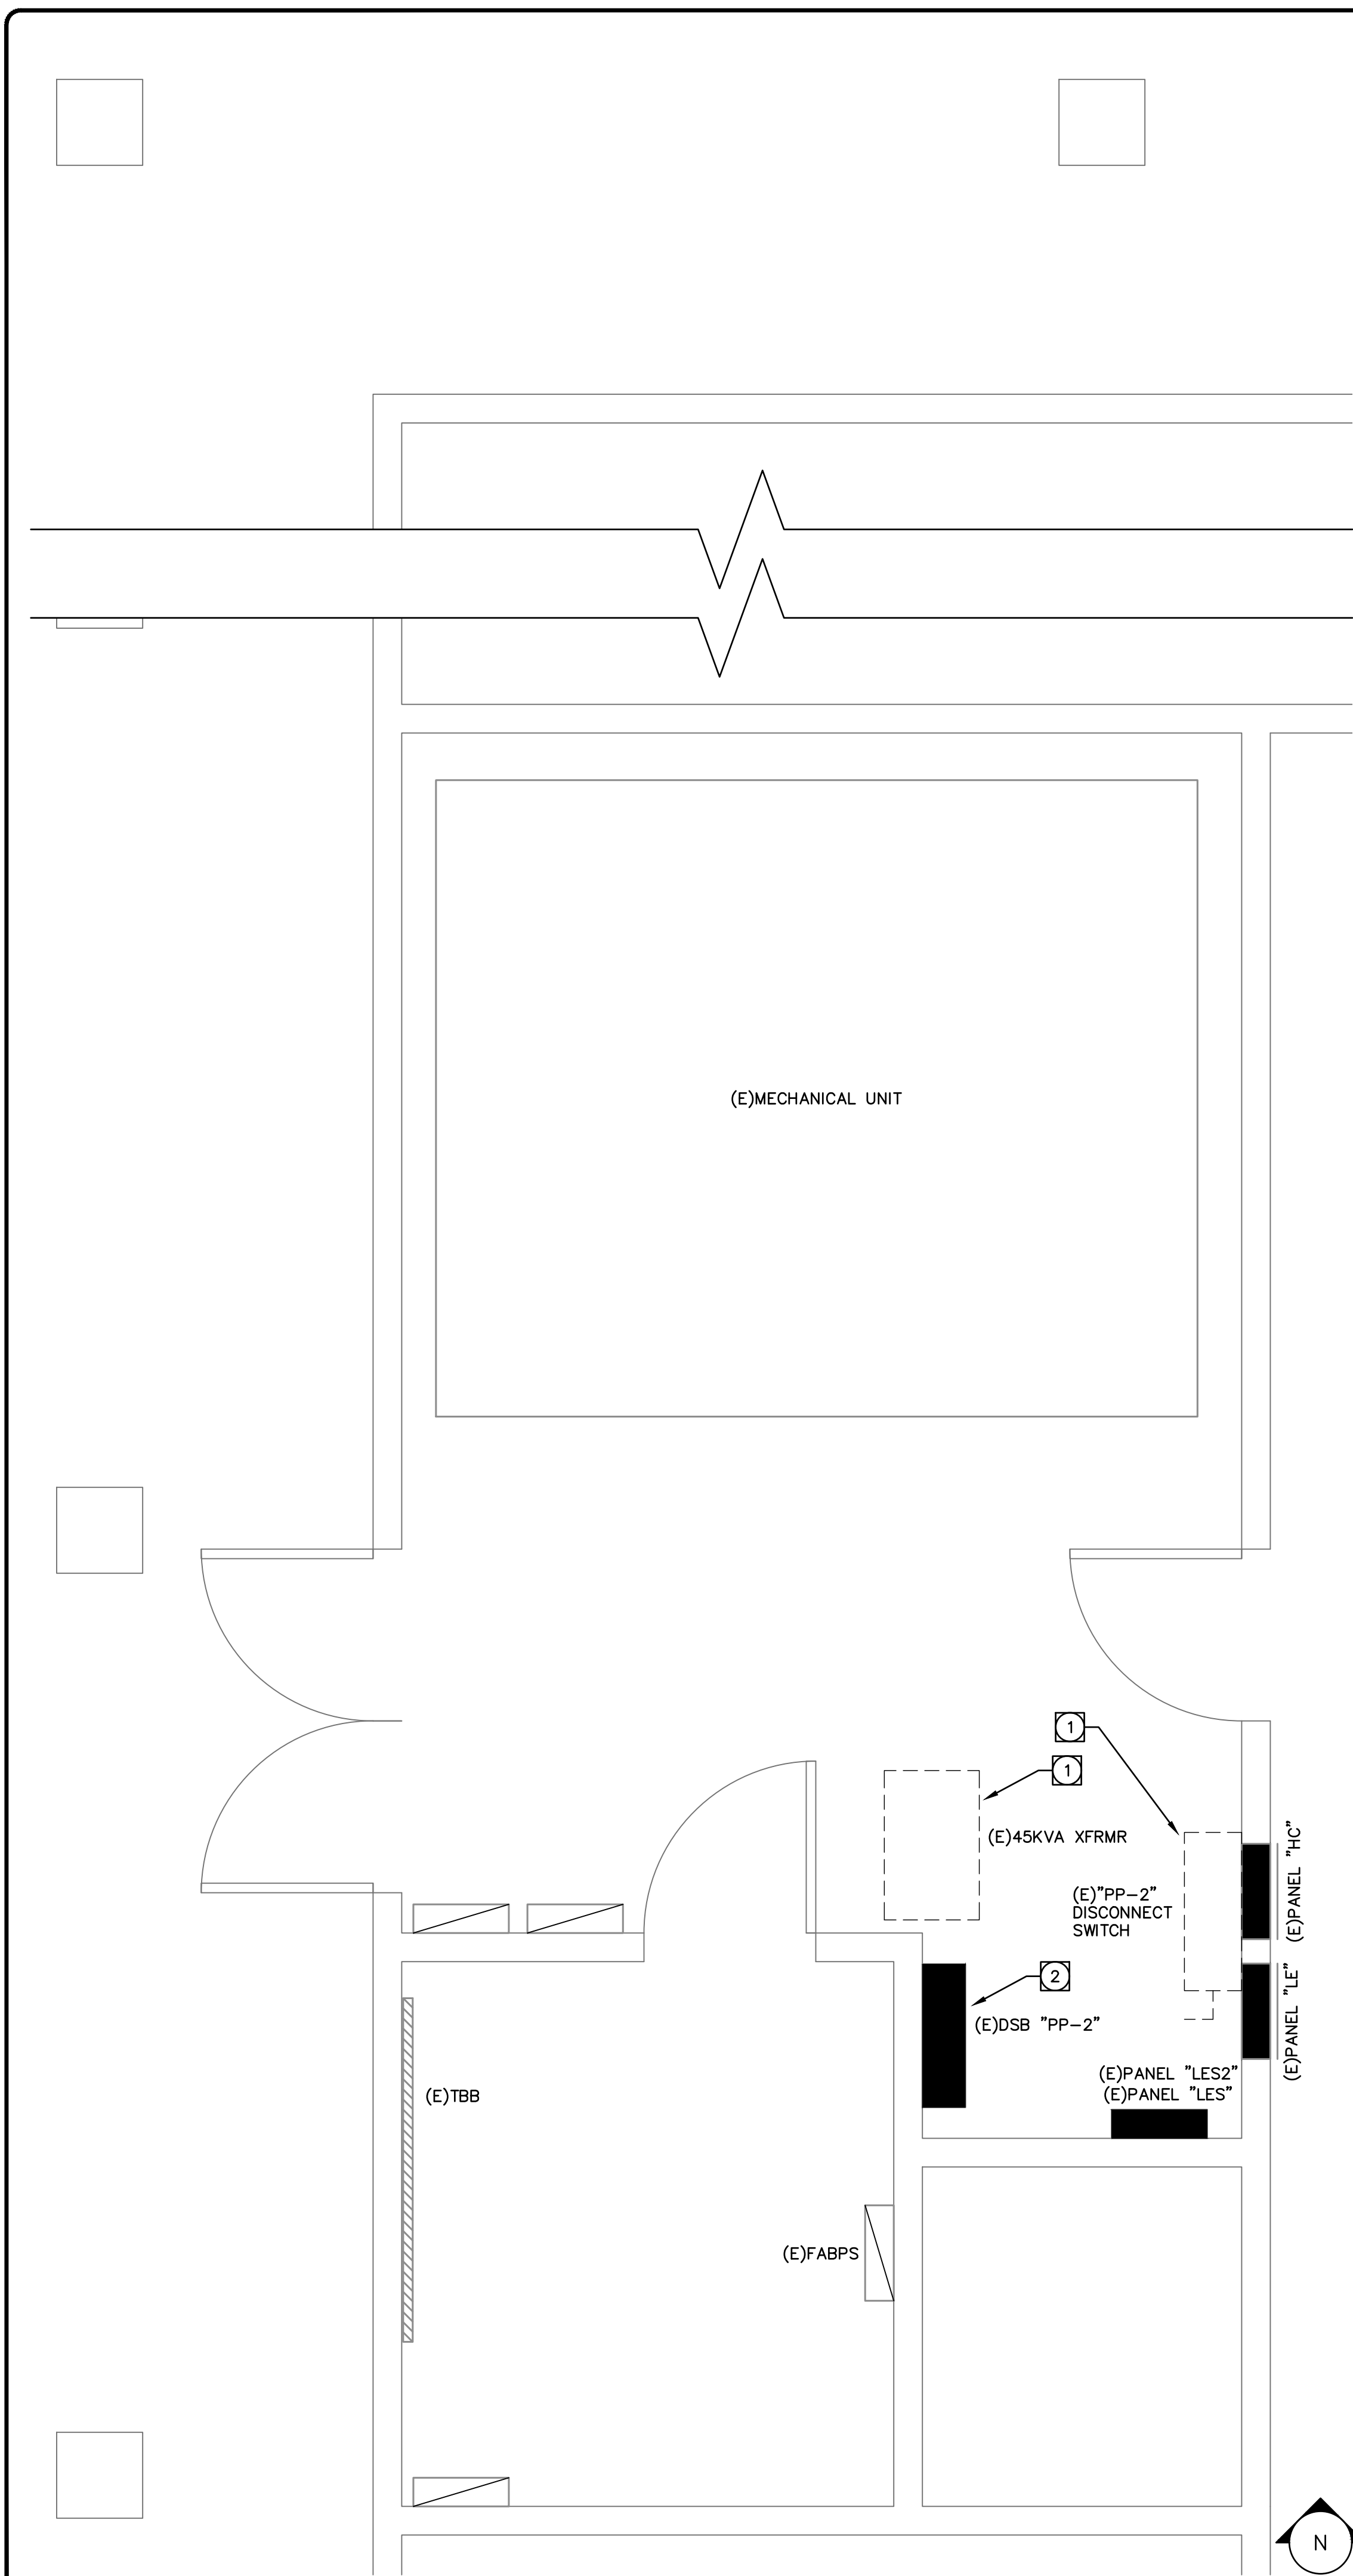 (E)MECHANICAL UNIT
1
1
(E)45KVA XFRMR
(E)"PP-2"
DISCONNECT
SWITCH
(E)PANEL "HC"
2
(E)DSB "PP-2"
(E)PANEL "LE"
(E)PANEL "LES2"
(E)PANEL "LES"
(E)TBB
(E)FABPS
N